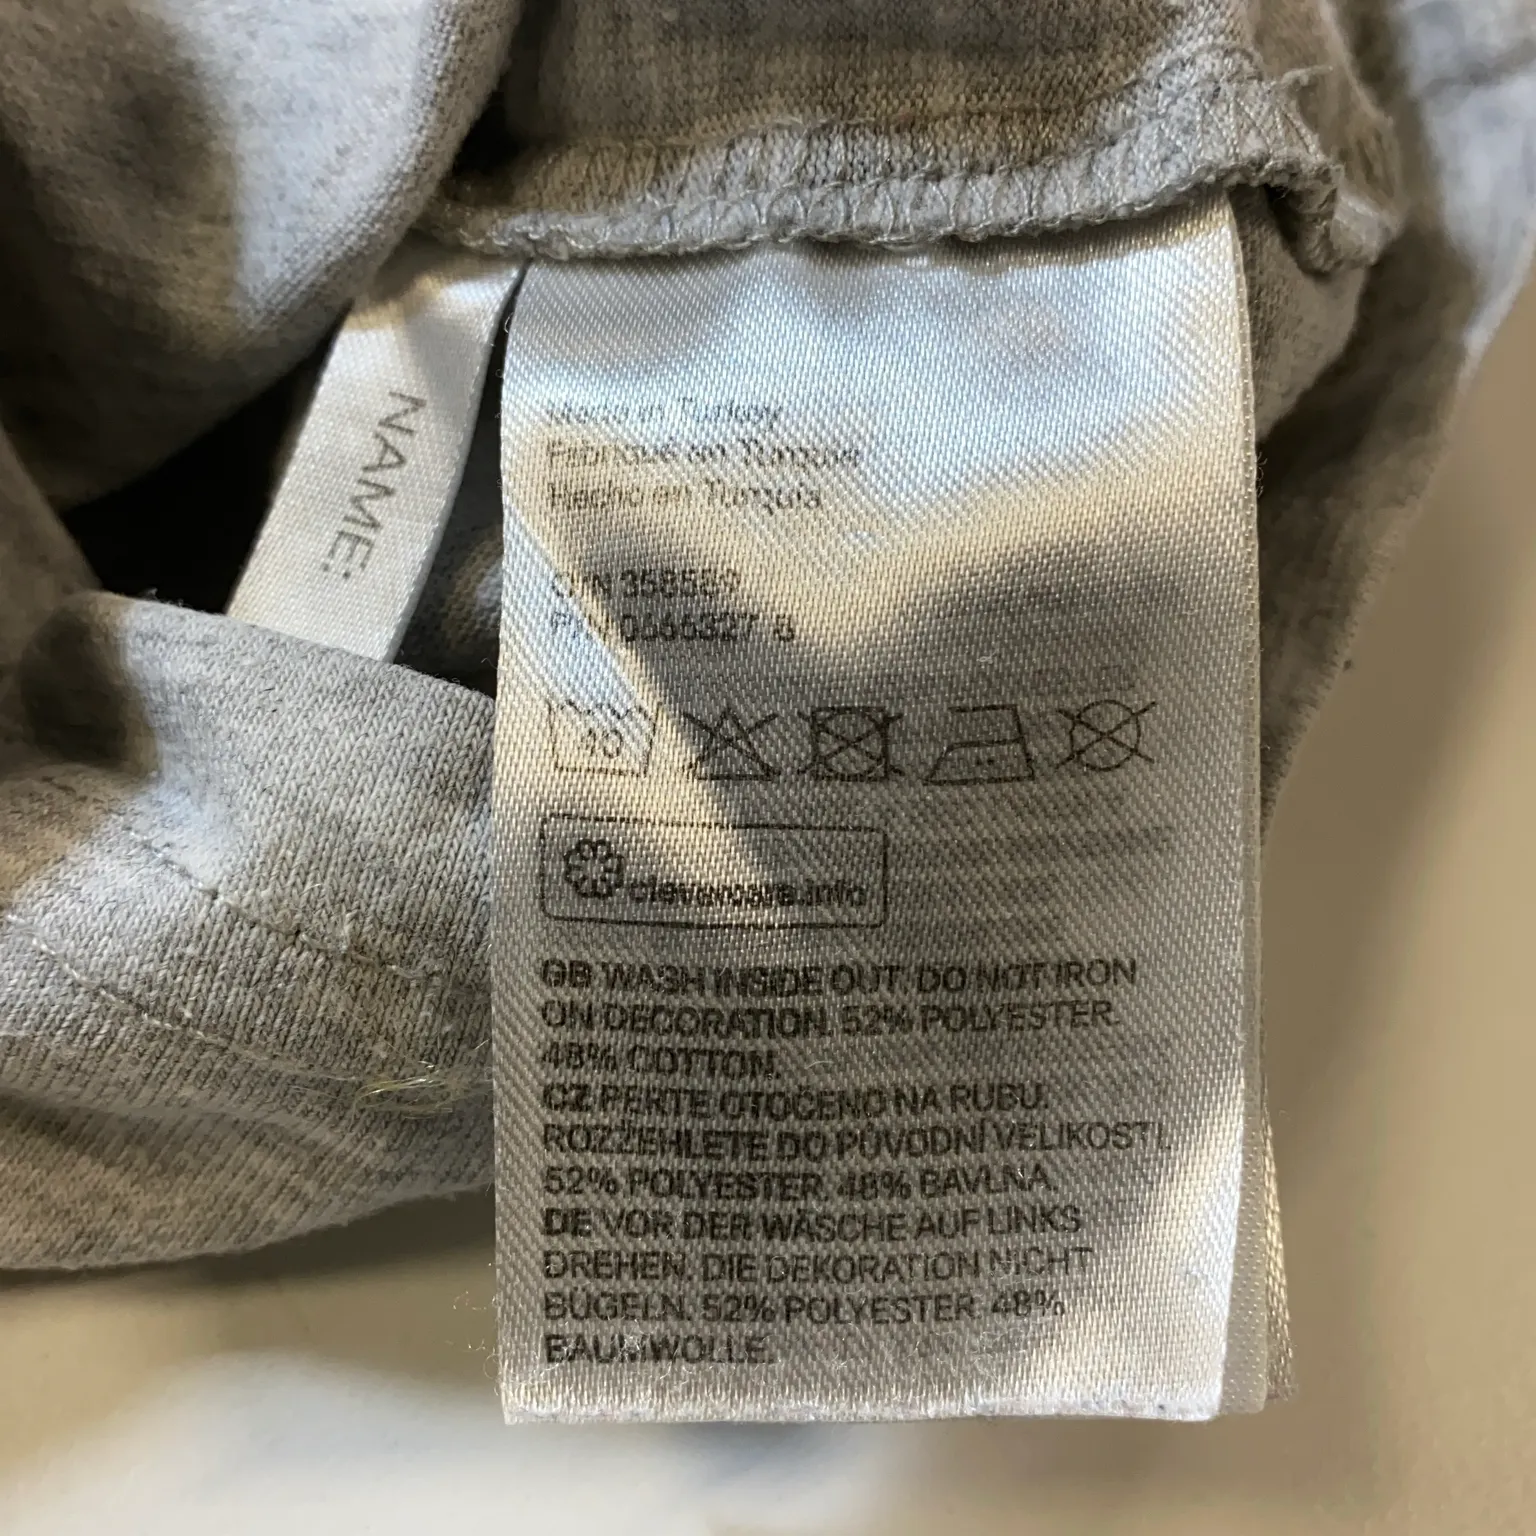 NAME:
Made in Turkey
Fabriqué en Turquie
Hecho en Turquía
358582
40
clevercare.info
GB WASH INSIDE OUT. DO NOT IRON
ON DECORATION. 52% POLYESTER.
48% COTTON.
CZ PERTE OTOČENO NA RUBU.
ROZŽEHLETE DO PŮVODNÍ VELIKOSTI.
52% POLYESTER. 48% BAVLNA.
DE VOR DER WÄSCHE AUF LINKS
DREHEN. DIE DEKORATION NICHT
BÜGELN. 52% POLYESTER. 48%
BAUMWOLLE.